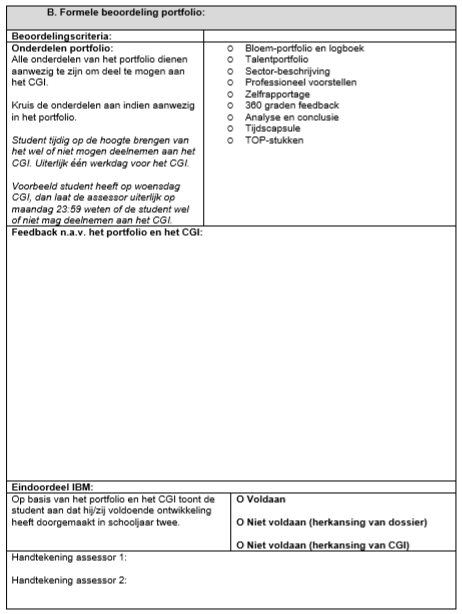 B. Formele beoordeling portfolio:
Beoordelingscriteria:
Onderdelen portfolio:
Alle onderdelen van het portfolio dienen
aanwezig te zijn om deel te mogen aan
het CGI.
Kruis de onderdelen aan indien aanwezig
in het portfolio.
Student tijdig op de hoogte brengen van
het wel of niet mogen deelnemen aan het
CGI. Uiterlijk één werkdag voor het CGI.
Voorbeeld student heeft op woensdag
CGI, dan laat de assessor uiterlijk op
maandag 23:59 weten of de student wel
of niet mag deelnemen aan het CGI.
o Bloem-portfolio en logboek
o Talentportfolio
o Sector-beschrijving
o Professioneel voorstellen
o Zelfrapportage
o 360 graden feedback
o Analyse en conclusie
o Tijdscapsule
o TOP-stukken
Feedback n.a.v. het portfolio en het CGI:
Eindoordeel IBM:
Op basis van het portfolio en het CGI toont de
student aan dat hij/zij voldoende ontwikkeling
heeft doorgemaakt in schooljaar twee.
O Voldaan
O Niet voldaan (herkansing van dossier)
O Niet voldaan (herkansing van CGI)
Handtekening assessor 1:
Handtekening assessor 2: